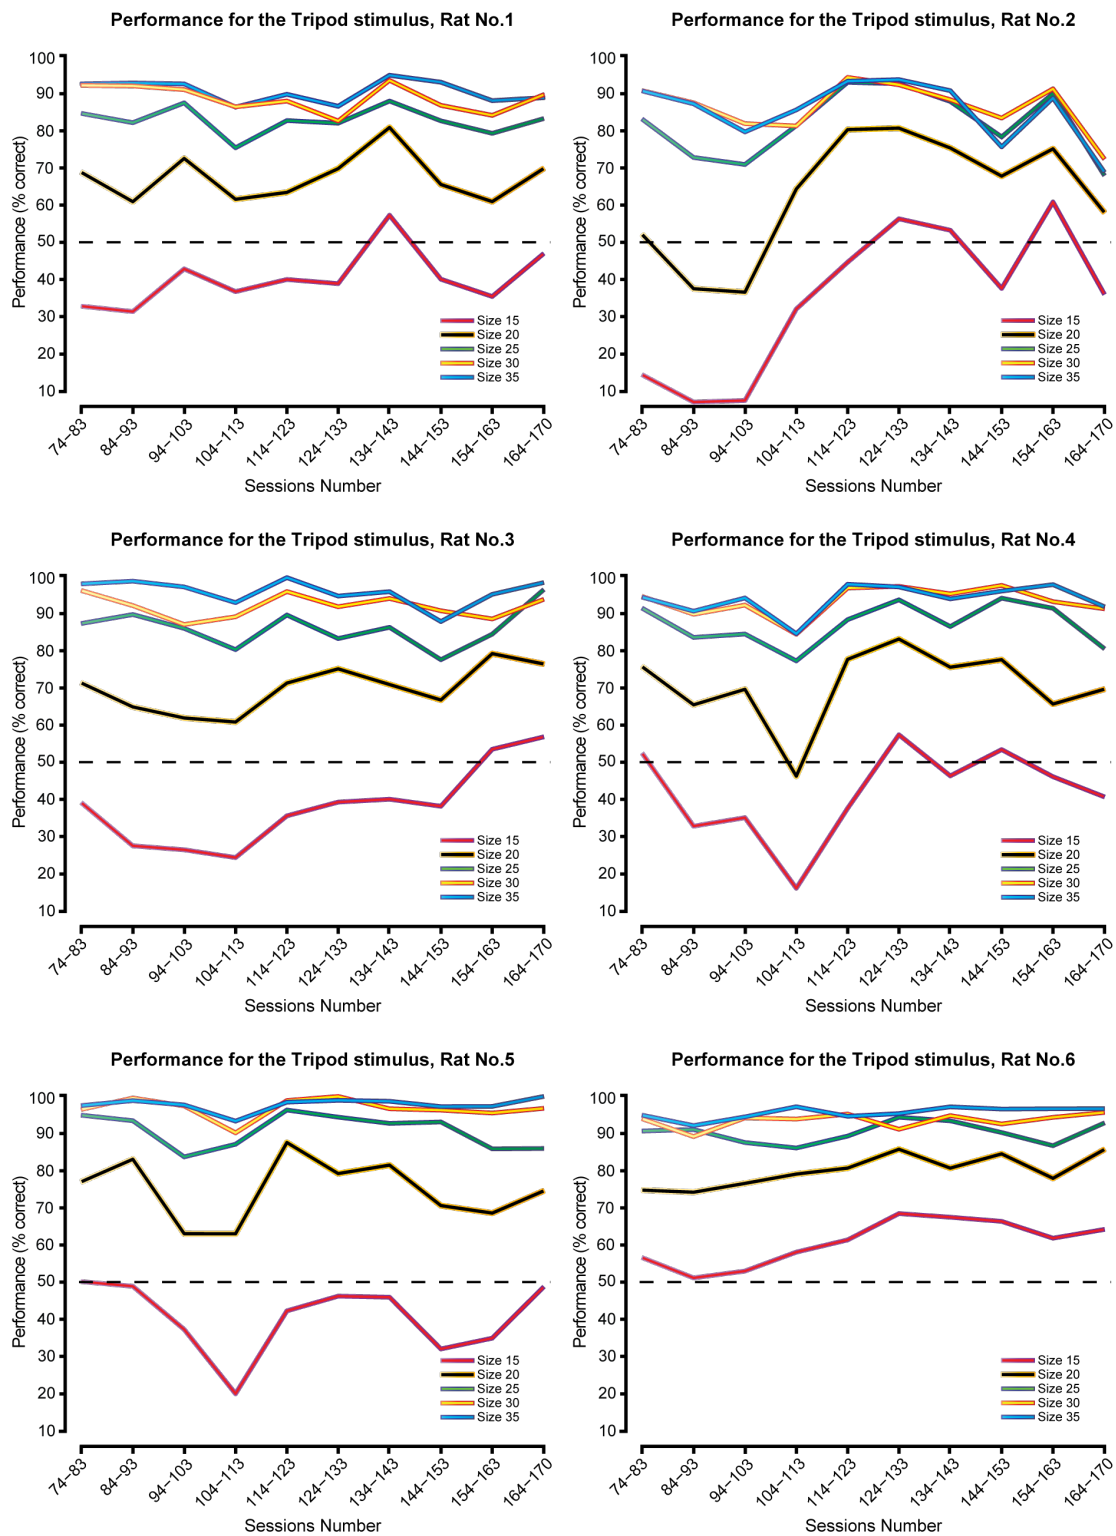 Performance for the Tripod stimulus, Rat No.1
Performance (% correct)
100
90
80
70
60
50
40
30
20
10
Size 15
Size 20
Size 25
Size 30
Size 35
74–83
84–93
94–103
104–113
114–123
124–133
134–143
144–153
154–163
164–170
Sessions Number
Performance for the Tripod stimulus, Rat No.2
Performance (% correct)
100
90
80
70
60
50
40
30
20
10
Size 15
Size 20
Size 25
Size 30
Size 35
74–83
84–93
94–103
104–113
114–123
124–133
134–143
144–153
154–163
164–170
Sessions Number
Performance for the Tripod stimulus, Rat No.3
Performance (% correct)
100
90
80
70
60
50
40
30
20
10
Size 15
Size 20
Size 25
Size 30
Size 35
74–83
84–93
94–103
104–113
114–123
124–133
134–143
144–153
154–163
164–170
Sessions Number
Performance for the Tripod stimulus, Rat No.4
Performance (% correct)
100
90
80
70
60
50
40
30
20
10
Size 15
Size 20
Size 25
Size 30
Size 35
74–83
84–93
94–103
104–113
114–123
124–133
134–143
144–153
154–163
164–170
Sessions Number
Performance for the Tripod stimulus, Rat No.5
Performance (% correct)
100
90
80
70
60
50
40
30
20
10
Size 15
Size 20
Size 25
Size 30
Size 35
74–83
84–93
94–103
104–113
114–123
124–133
134–143
144–153
154–163
164–170
Sessions Number
Performance for the Tripod stimulus, Rat No.6
Performance (% correct)
100
90
80
70
60
50
40
30
20
10
Size 15
Size 20
Size 25
Size 30
Size 35
74–83
84–93
94–103
104–113
114–123
124–133
134–143
144–153
154–163
164–170
Sessions Number